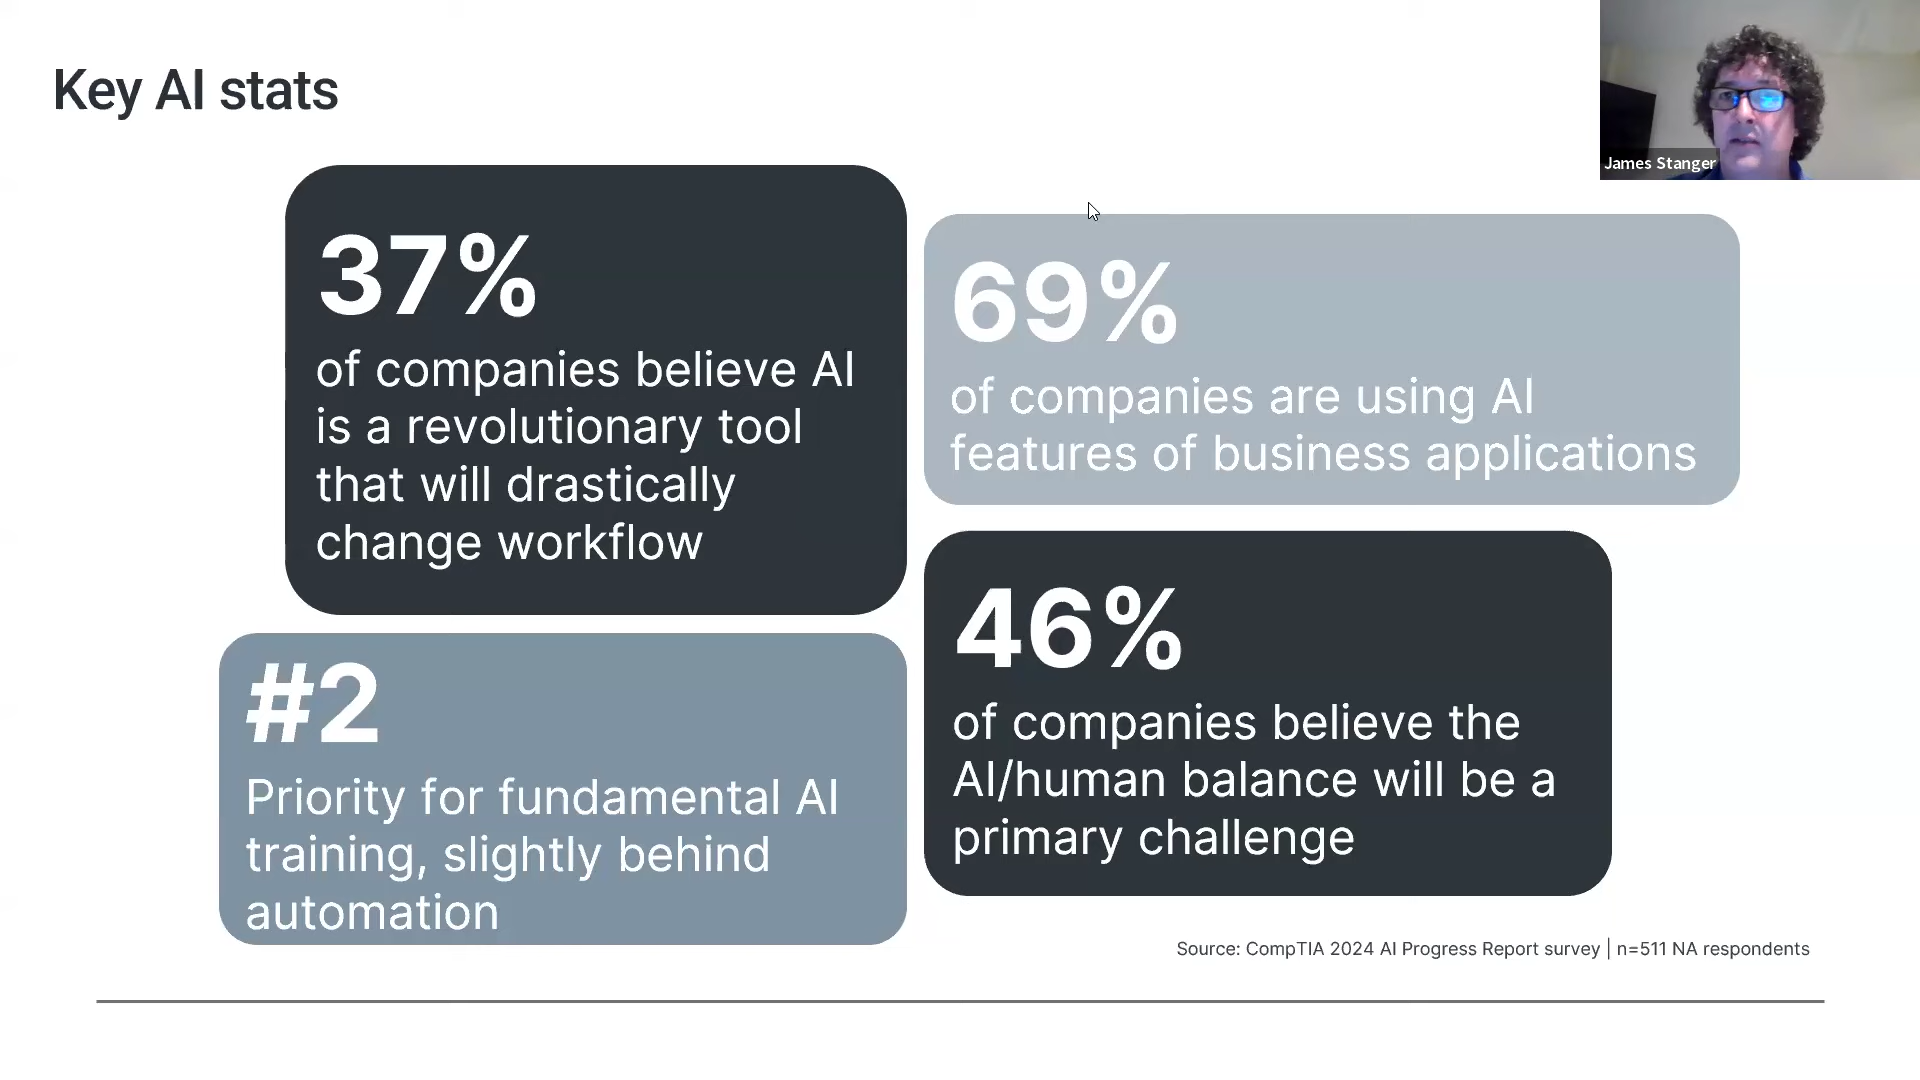 Key AI stats
James Stanger
37%
of companies believe AI
is a revolutionary tool
that will drastically
change workflow
69%
of companies are using AI
features of business applications
#2
Priority for fundamental AI
training, slightly behind
automation
46%
of companies believe the
AI/human balance will be a
primary challenge
Source: CompTIA 2024 AI Progress Report survey | n=511 NA respondents